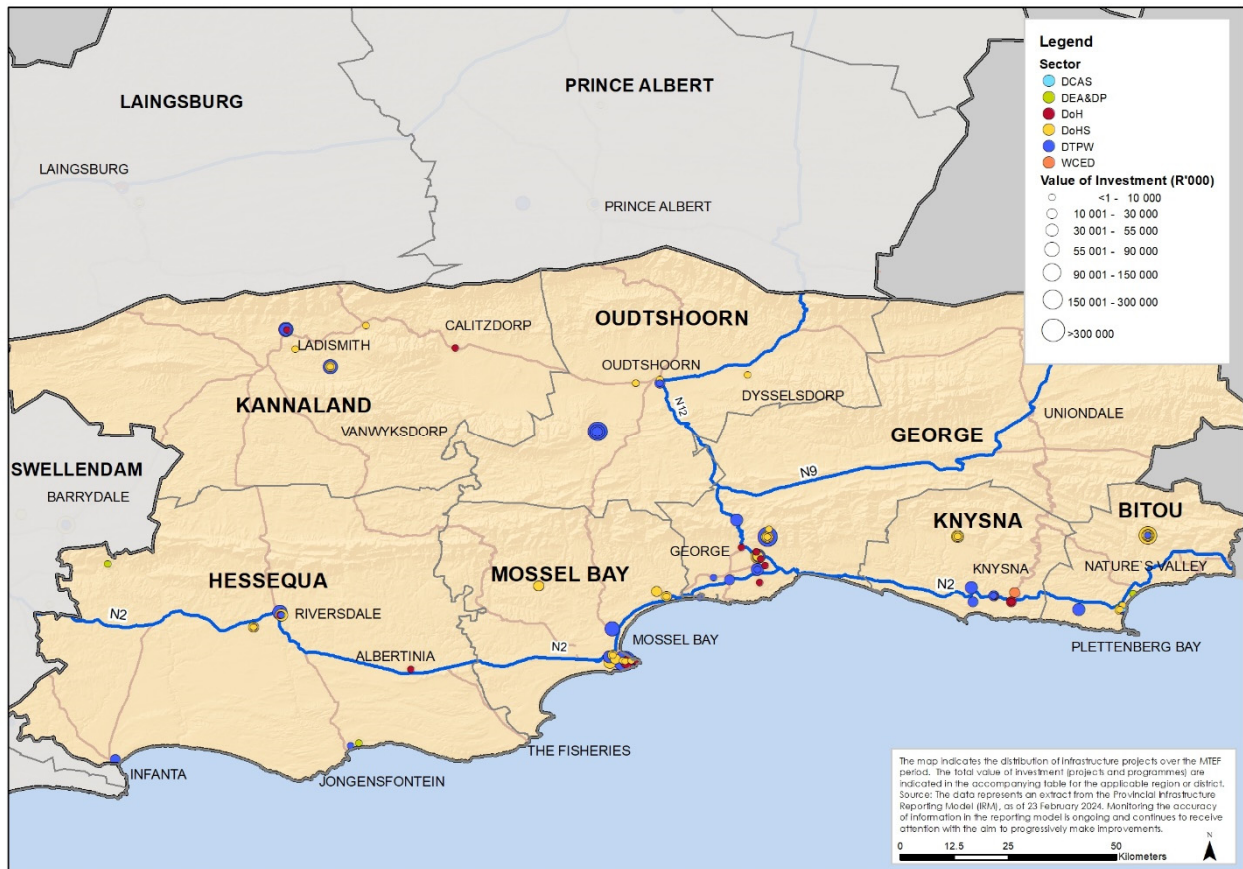 LAINGSBURG
PRINCE ALBERT
LAINGSBURG
PRINCE ALBERT
Legend
Sector
DCAS
DEA&DP
DoH
DoHS
DTPW
WCED
Value of Investment (R'000)
<1 - 10 000
10 001 - 30 000
30 001 - 55 000
55 001 - 90 000
90 001 - 150 000
150 001 - 300 000
>300 000
OUDTSHOORN
CALITZDORP
LADISMITH
OUDTSHOORN
DYSSELSDORP
KANNALAND
VANWYKSDORP
N12
UNIONDALE
GEORGE
SWELLENDAM
BARRYDALE
N9
KNYSNA
BITOU
HESSEQUA
MOSSEL BAY
GEORGE
KNYSNA
NATURE`S VALLEY
N2
RIVERSDALE
N2
MOSSEL BAY
PLETTENBERG BAY
ALBERTINIA
N2
THE FISHERIES
INFANTA
JONGENSFONTEIN
The map indicates the distribution of infrastructure projects over the MTEF
period. The total value of investment (projects and programmes) are
indicated in the accompanying table for the applicable region or district.
Source: The data represents an extract from the Provincial Infrastructure
Reporting Model (IRM), as of 23 February 2024. Monitoring the accuracy
of information in the reporting model is ongoing and continues to receive
attention with the aim to progressively make improvements.
N
0 12.5 25 50
Kilometers